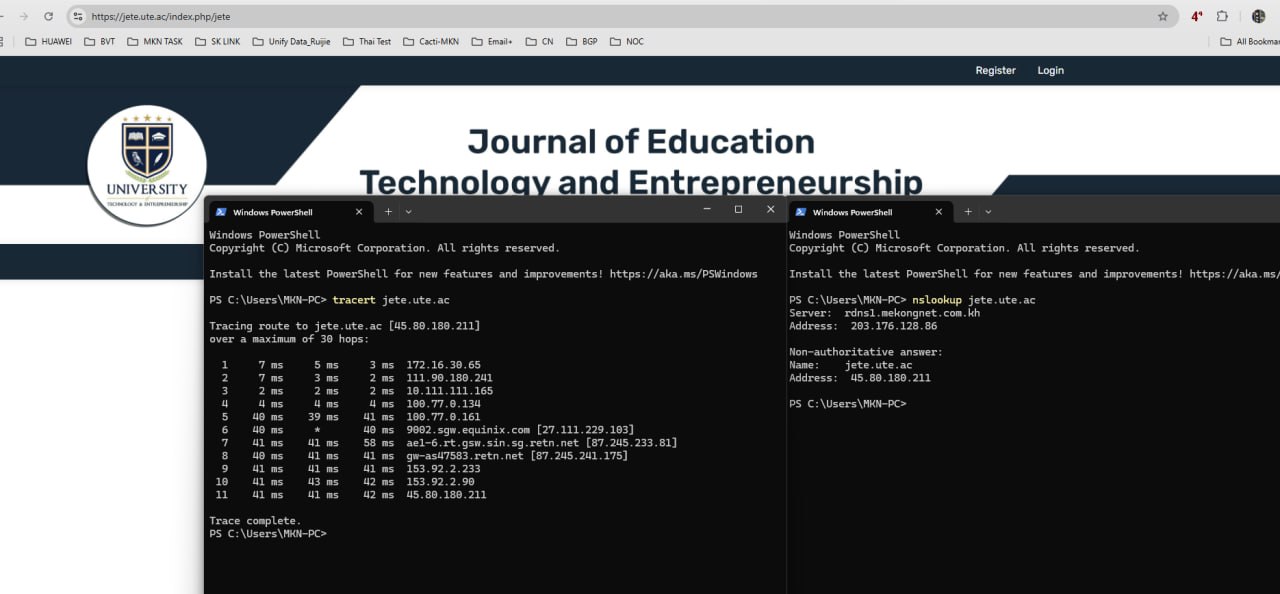 https://jete.ute.ac/index.php/jete
HUAWEI BVT MKN TASK SK LINK Unify Data_Ruijie Thai Test Cacti-MKN Email+ CN BGP NOC All Bookmar
Register Login
UNIVERSITY
of
TECHNOLOGY & ENTREPRENEURSHIP
Journal of Education
Technology and Entrepreneurship
Windows PowerShell
Windows PowerShell
Copyright (C) Microsoft Corporation. All rights reserved.
Install the latest PowerShell for new features and improvements! https://aka.ms/PSWindows
PS C:\Users\MKN-PC> tracert jete.ute.ac
Tracing route to jete.ute.ac [45.80.180.211]
over a maximum of 30 hops:
1 7 ms 5 ms 3 ms 172.16.30.65
2 7 ms 3 ms 2 ms 111.90.180.241
3 2 ms 2 ms 2 ms 10.111.111.165
4 4 ms 4 ms 4 ms 100.77.0.134
5 40 ms 39 ms 41 ms 100.77.0.161
6 40 ms * 40 ms 9002.sgw.equinix.com [27.111.229.103]
7 41 ms 41 ms 58 ms ae1-6.rt.gsw.sin.sg.retn.net [87.245.233.81]
8 40 ms 41 ms 41 ms gw-as47583.retn.net [87.245.241.175]
9 41 ms 41 ms 41 ms 153.92.2.233
10 41 ms 43 ms 42 ms 153.92.2.90
11 41 ms 41 ms 42 ms 45.80.180.211
Trace complete.
PS C:\Users\MKN-PC>
Windows PowerShell
Windows PowerShell
Copyright (C) Microsoft Corporation. All rights reserved.
Install the latest PowerShell for new features and improvements! https://aka.ms/
PS C:\Users\MKN-PC> nslookup jete.ute.ac
Server: rdns1.mekongnet.com.kh
Address: 203.176.128.86
Non-authoritative answer:
Name: jete.ute.ac
Address: 45.80.180.211
PS C:\Users\MKN-PC>